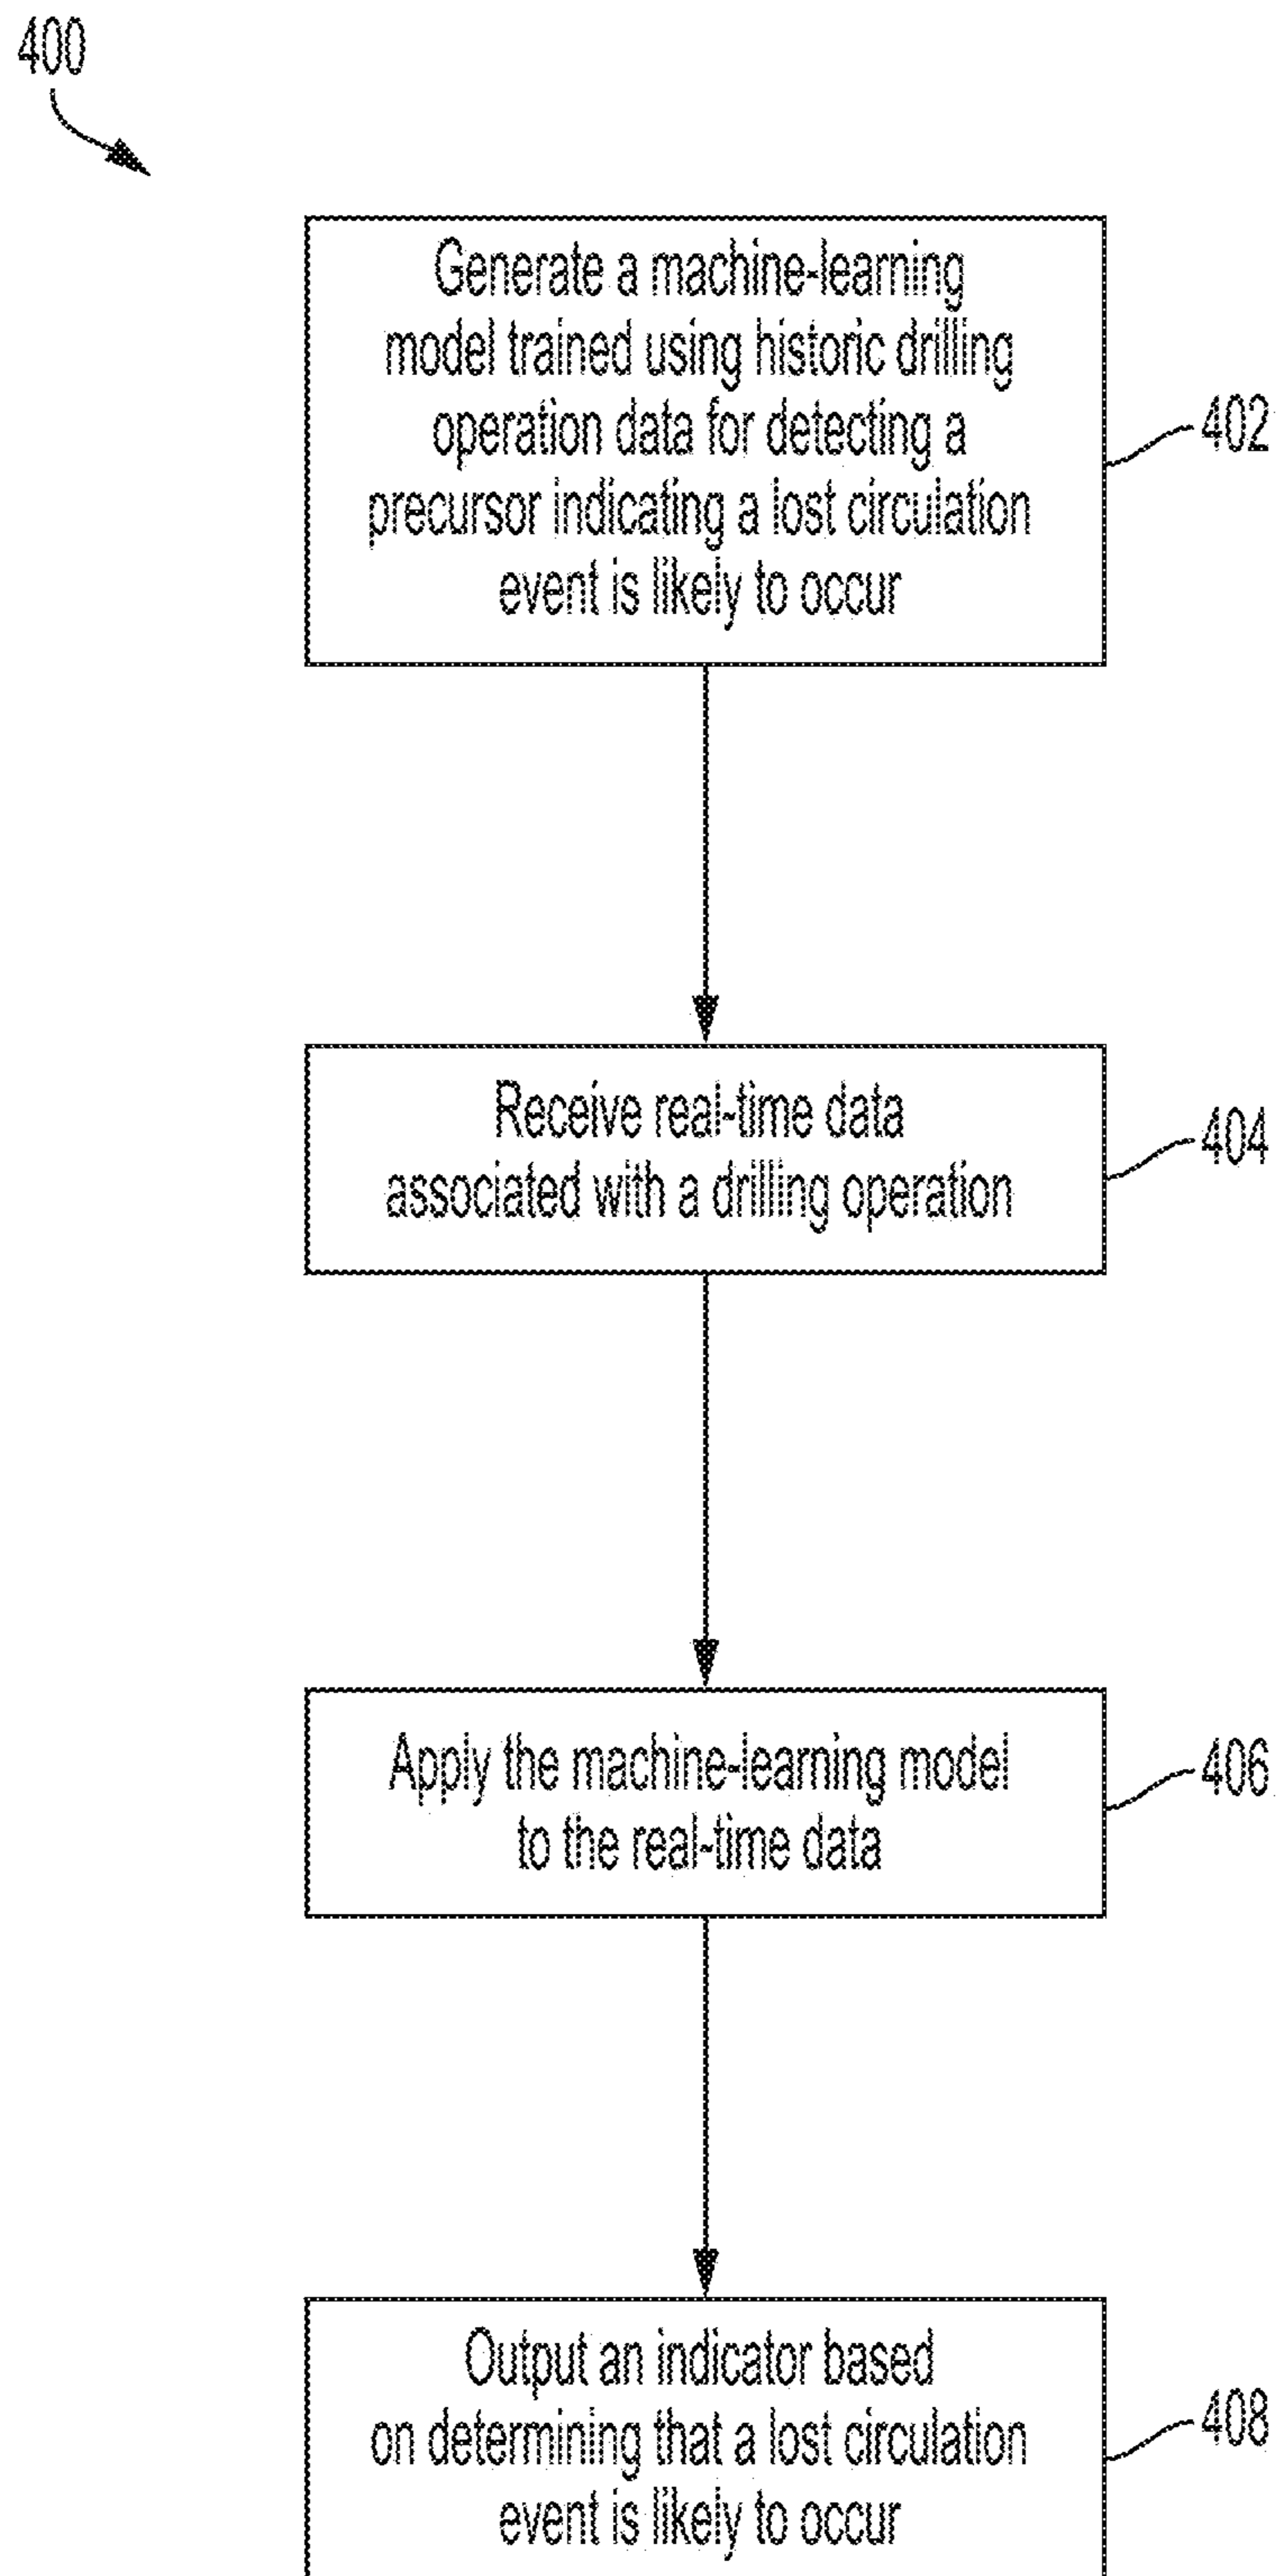 400
Generate a machine-learning
model trained using historic drilling
operation data for detecting a
precursor indicating a lost circulation
event is likely to occur
402
Receive real-time data
associated with a drilling operation
404
Apply the machine-learning model
to the real-time data
406
Output an indicator based
on determining that a lost circulation
event is likely to occur
408